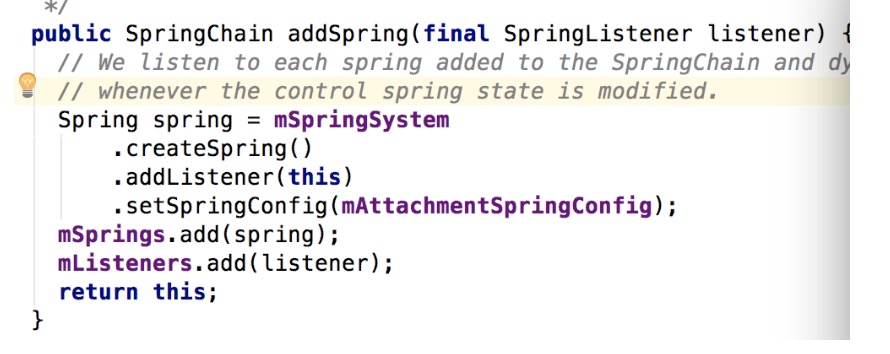 */
public SpringChain addSpring(final SpringListener listener) {
// We listen to each spring added to the SpringChain and
// whenever the control spring state is modified.
Spring spring = mSpringSystem
.createSpring()
.addListener(this)
.setSpringConfig(mAttachmentSpringConfig);
mSprings.add(spring);
mListeners.add(listener);
return this;
}